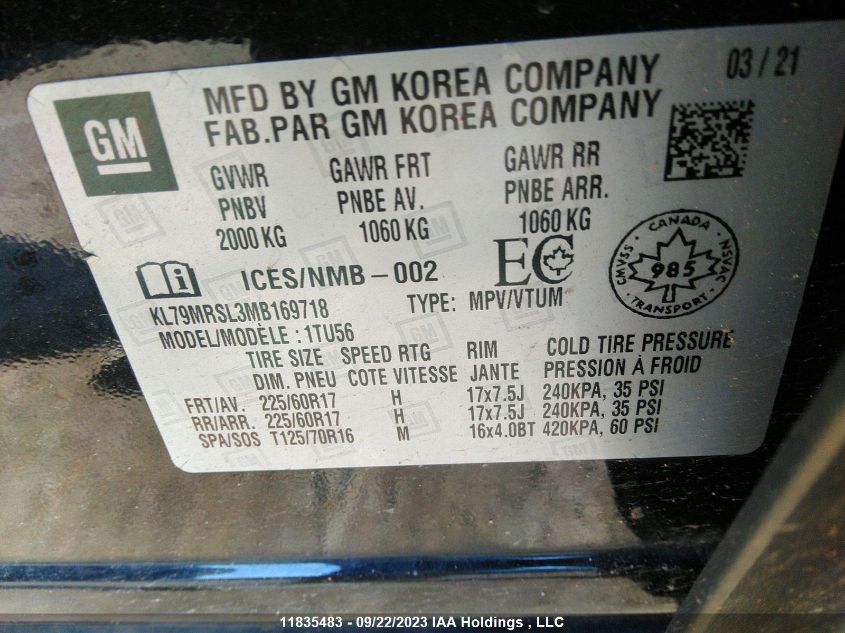 MFD BY GM KOREA COMPANY 03 / 21
FAB.PAR GM KOREA COMPANY
GM
GVWR GAWR FRT GAWR RR
PNBV PNBE AV. PNBE ARR.
2000 KG 1060 KG 1060 KG
ICES/NMB - 002 EC
CANADA
CMVSS 985 NSVAC
TRANSPORT
KL79MRSL3MB169718 TYPE: MPV/VTUM
MODEL/MODÈLE : 1TU56
TIRE SIZE SPEED RTG RIM COLD TIRE PRESSURE
DIM. PNEU COTE VITESSE JANTE PRESSION À FROID
FRT/AV. 225/60R17 H 17x7.5J 240KPA, 35 PSI
RR/ARR. 225/60R17 H 17x7.5J 240KPA, 35 PSI
SPA/SOS T125/70R16 M 16x4.0BT 420KPA, 60 PSI
11835483 - 09/22/2023 IAA Holdings , LLC